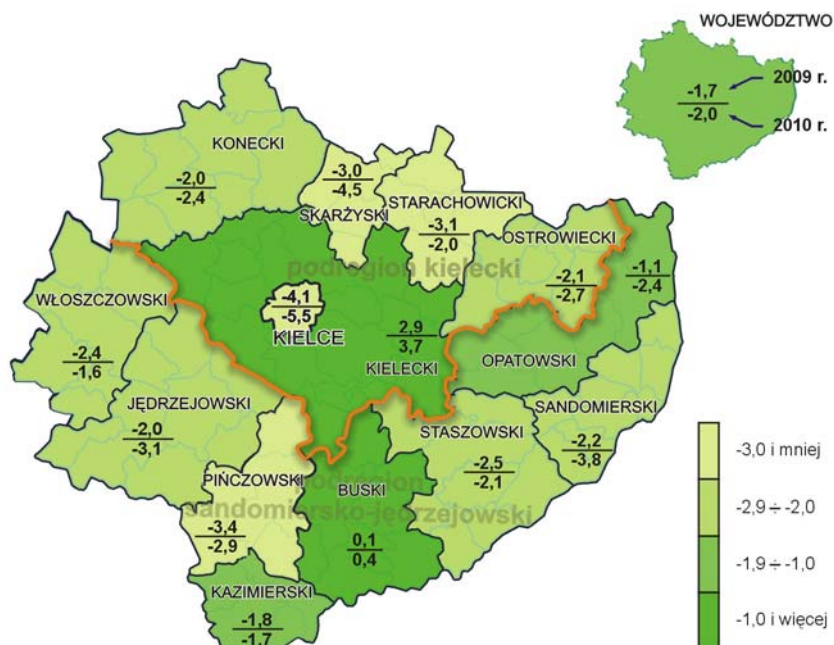 WOJEWÓDZTWO
-1,7
-2,0
2009 r.
2010 r.
KONECKI
-2,0
-2,4
-3,0
-4,5
SKARŻYSKI
STARACHOWICKI
-3,1
-2,0
OSTROWIECKI
-2,1
-2,7
-1,1
-2,4
OPATOWSKI
podregion kielecki
-4,1
-5,5
KIELCE
2,9
3,7
KIELECKI
WŁOSZCZOWSKI
-2,4
-1,6
JĘDRZEJOWSKI
-2,0
-3,1
SANDOMIERSKI
-2,2
-3,8
STASZOWSKI
-2,5
-2,1
PIŃCZOWSKI
-3,4
-2,9
podregion
sandomiersko-jędrzejowski
BUSKI
0,1
0,4
KAZIMIERSKI
-1,8
-1,7
-3,0 i mniej
-2,9 ÷ -2,0
-1,9 ÷ -1,0
-1,0 i więcej